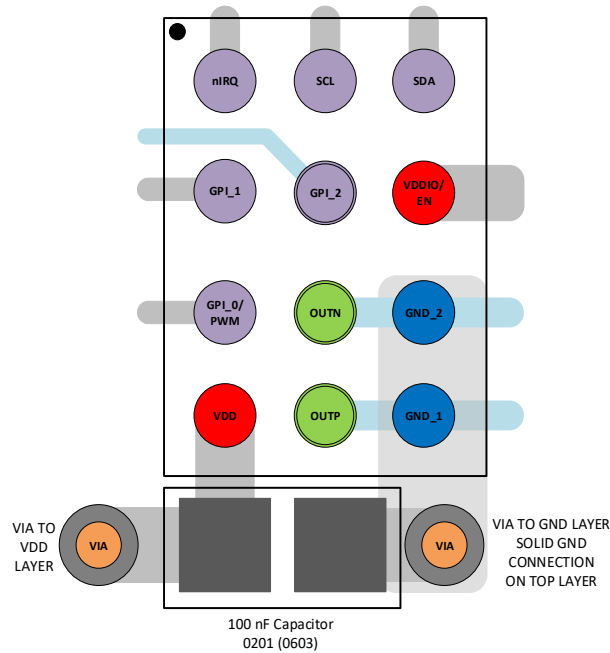 nIRQ
SCL
SDA
GPI_1
GPI_2
VDDIO/
EN
GPI_0/
PWM
OUTN
GND_2
VDD
OUTP
GND_1
VIA TO
VDD
LAYER
VIA
VIA
VIA TO GND LAYER
SOLID GND
CONNECTION
ON TOP LAYER
100 nF Capacitor
0201 (0603)